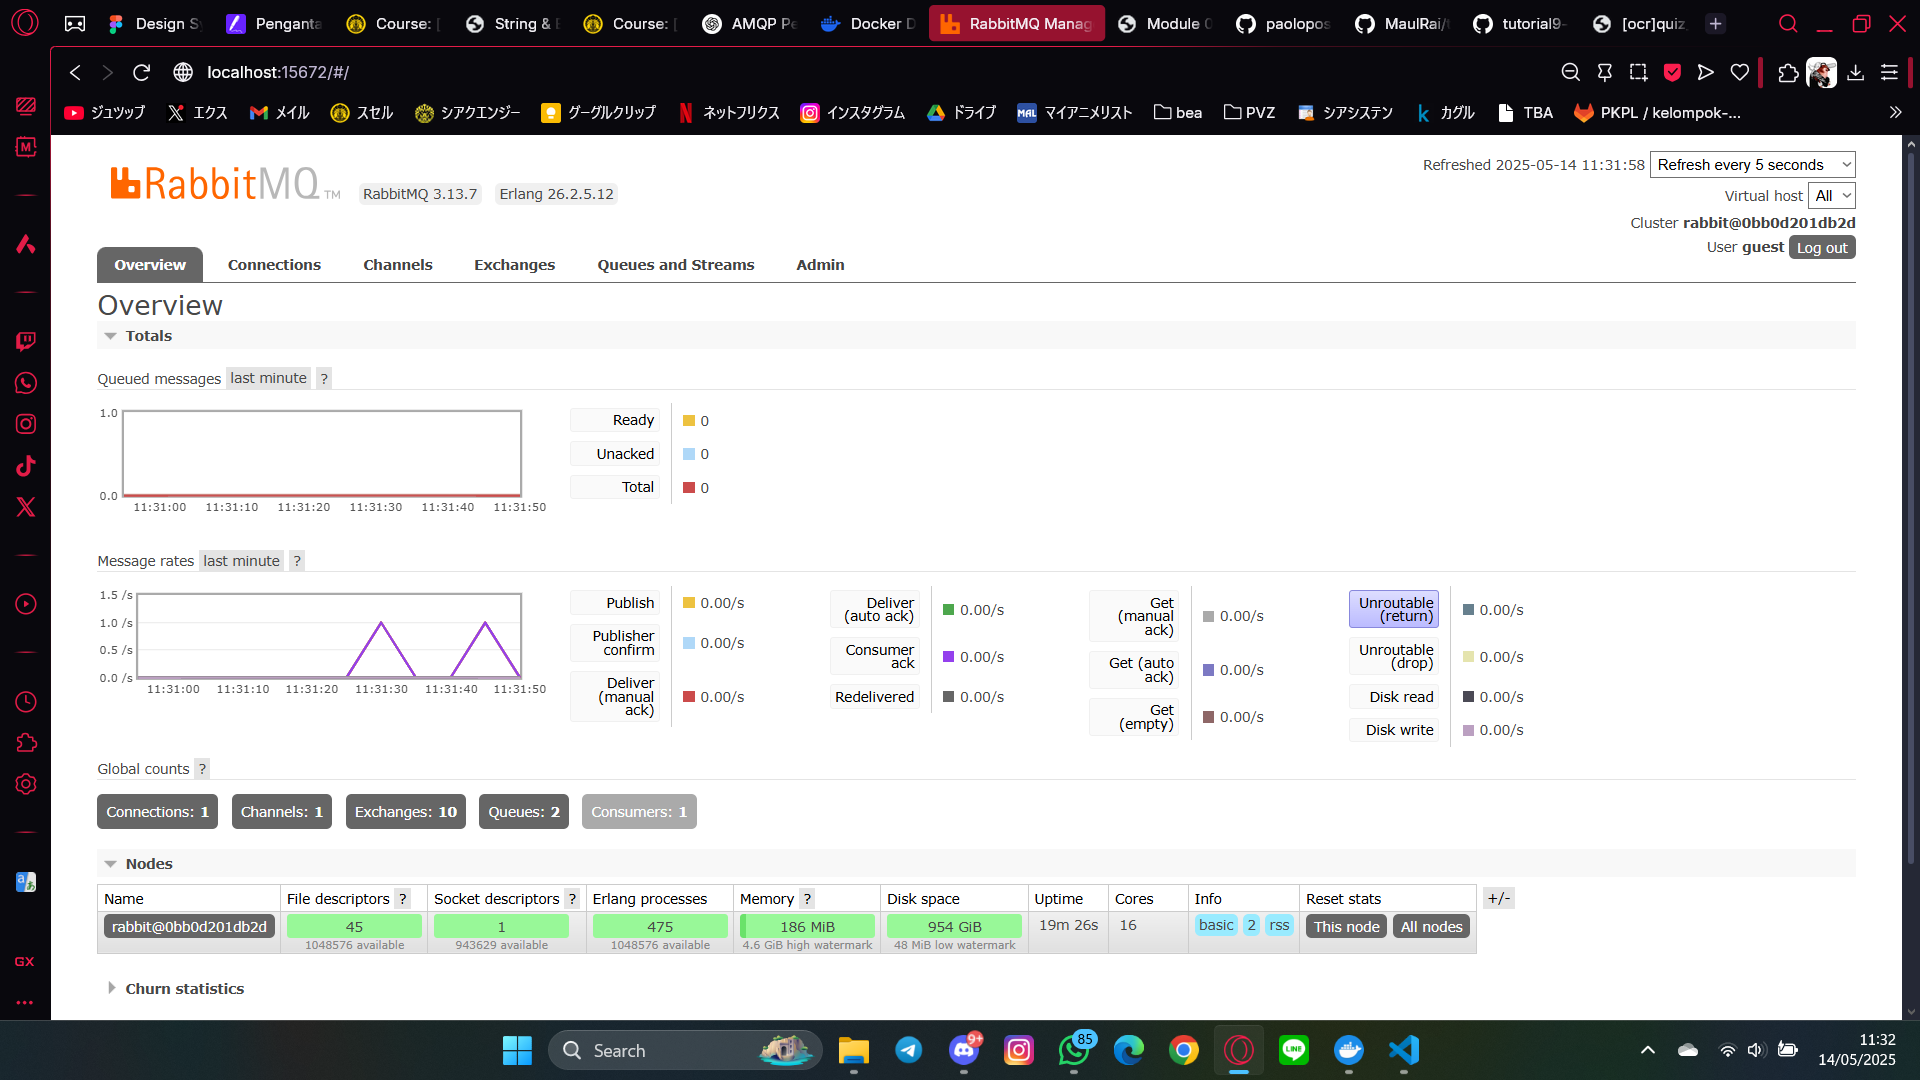 Design Sy
Penganta
Course: [
String & B
Course: [
AMQP Pe
Docker D
RabbitMQ Manag
Module 0
paolopos
MaulRai/t
tutorial9-
[ocr]quiz_
localhost:15672/#/
ジュツップ
エクス
メイル
スセル
シアクエンジー
グーグルクリップ
ネットフリクス
インスタグラム
ドライブ
MAL マイアニメリスト
bea
PVZ
シアシステン
k カグル
TBA
PKPL / kelompok-...
RabbitMQ TM
RabbitMQ 3.13.7
Erlang 26.2.5.12
Refreshed 2025-05-14 11:31:58
Refresh every 5 seconds
Virtual host All
Cluster rabbit@0bb0d201db2d
User guest Log out
Overview
Connections
Channels
Exchanges
Queues and Streams
Admin
Overview
Totals
Queued messages last minute ?
1.0
0.0
11:31:00 11:31:10 11:31:20 11:31:30 11:31:40 11:31:50
Ready 0
Unacked 0
Total 0
Message rates last minute ?
1.5 /s
1.0 /s
0.5 /s
0.0 /s
11:31:00 11:31:10 11:31:20 11:31:30 11:31:40 11:31:50
Publish 0.00/s
Publisher confirm 0.00/s
Deliver (manual ack) 0.00/s
Deliver (auto ack) 0.00/s
Consumer ack 0.00/s
Redelivered 0.00/s
Get (manual ack) 0.00/s
Get (auto ack) 0.00/s
Get (empty) 0.00/s
Unroutable (return) 0.00/s
Unroutable (drop) 0.00/s
Disk read 0.00/s
Disk write 0.00/s
Global counts ?
Connections: 1
Channels: 1
Exchanges: 10
Queues: 2
Consumers: 1
Nodes
Name File descriptors ? Socket descriptors ? Erlang processes Memory ? Disk space Uptime Cores Info Reset stats +/-
rabbit@0bb0d201db2d 45 1 475 186 MiB 954 GiB 19m 26s 16 basic 2 rss This node All nodes
1048576 available 943629 available 1048576 available 4.6 GiB high watermark 48 MiB low watermark
Churn statistics
GX
Search
9+
85
LINE
11:32
14/05/2025